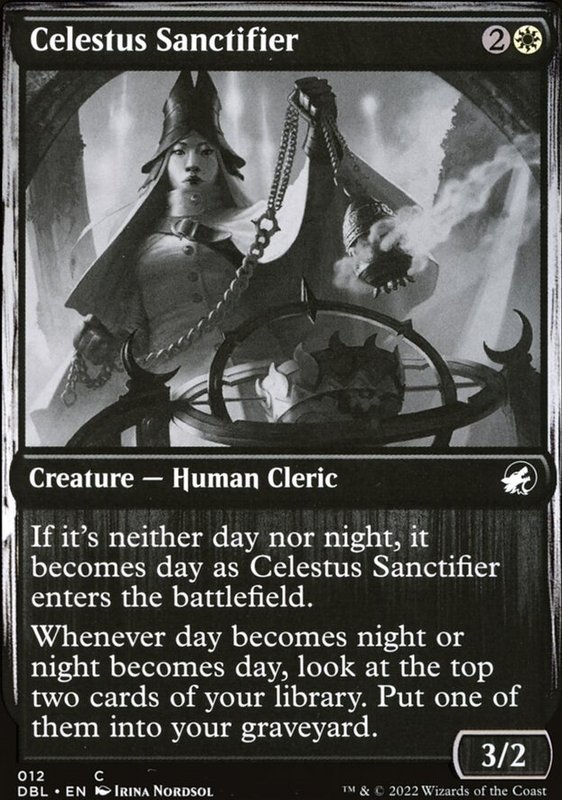 Celestus Sanctifier 2
Creature — Human Cleric
If it's neither day nor night, it
becomes day as Celestus Sanctifier
enters the battlefield.
Whenever day becomes night or
night becomes day, look at the top
two cards of your library. Put one of
them into your graveyard.
3/2
012 C
DBL • EN Irina Nordsol
™ & © 2022 Wizards of the Coast